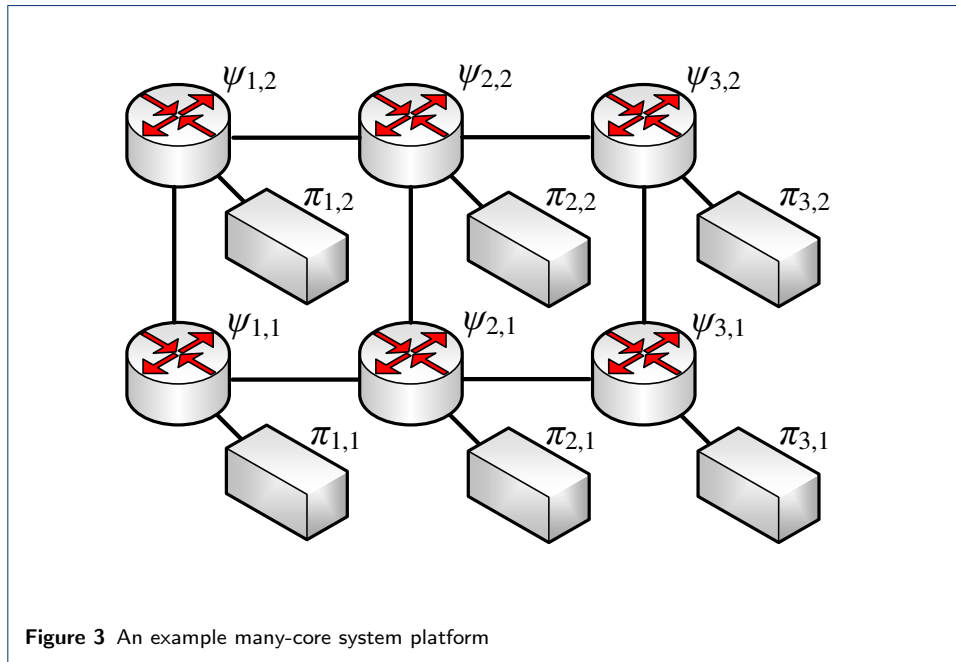 ψ1,2 ψ2,2 ψ3,2
π1,2 π2,2 π3,2
ψ1,1 ψ2,1 ψ3,1
π1,1 π2,1 π3,1
Figure 3 An example many-core system platform